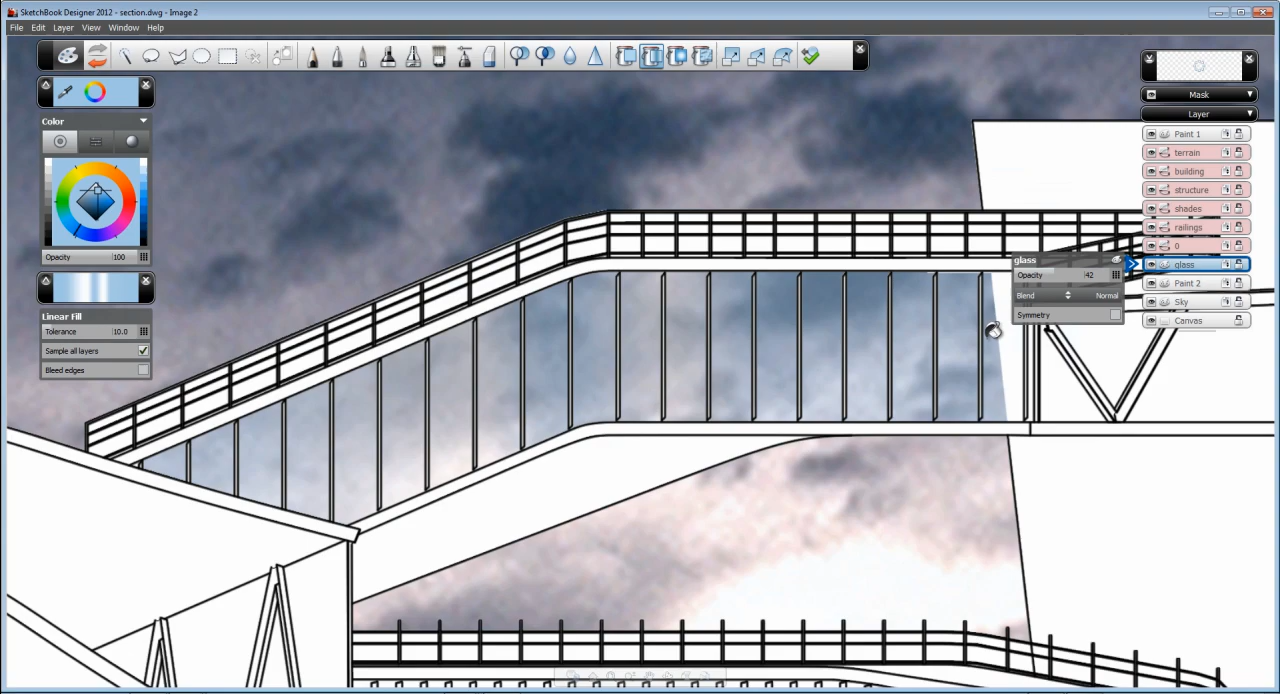 SketchBook Designer 2012 - section.dwg - Image 2
File Edit Layer View Window Help
Color
Opacity 100
Linear Fill
Tolerance 10.0
Sample all layers
Bleed edges
Mask
Layer
Paint 1
terrain
building
structure
shades
railings
0
glass
Paint 2
Sky
Canvas
glass
Opacity 42
Blend Normal
Symmetry